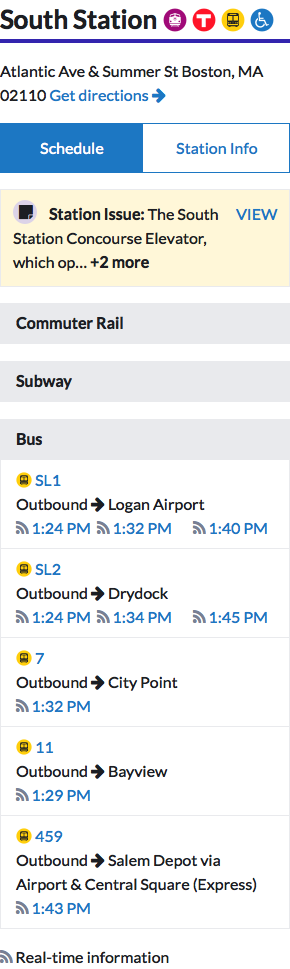 South Station T
Atlantic Ave & Summer St Boston, MA
02110 Get directions
Schedule Station Info
Station Issue: The South VIEW
Station Concourse Elevator,
which op... +2 more
Commuter Rail
Subway
Bus
SL1
Outbound → Logan Airport
1:24 PM 1:32 PM 1:40 PM
SL2
Outbound → Drydock
1:24 PM 1:34 PM 1:45 PM
7
Outbound → City Point
1:32 PM
11
Outbound → Bayview
1:29 PM
459
Outbound → Salem Depot via
Airport & Central Square (Express)
1:43 PM
Real-time information